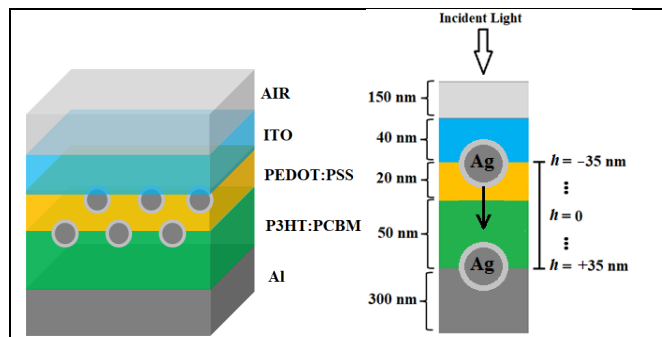 AIR
ITO
PEDOT:PSS
P3HT:PCBM
Al
Incident Light
150 nm
40 nm
20 nm
50 nm
300 nm
Ag
Ag
h = −35 nm
⋮
h = 0
⋮
h = +35 nm